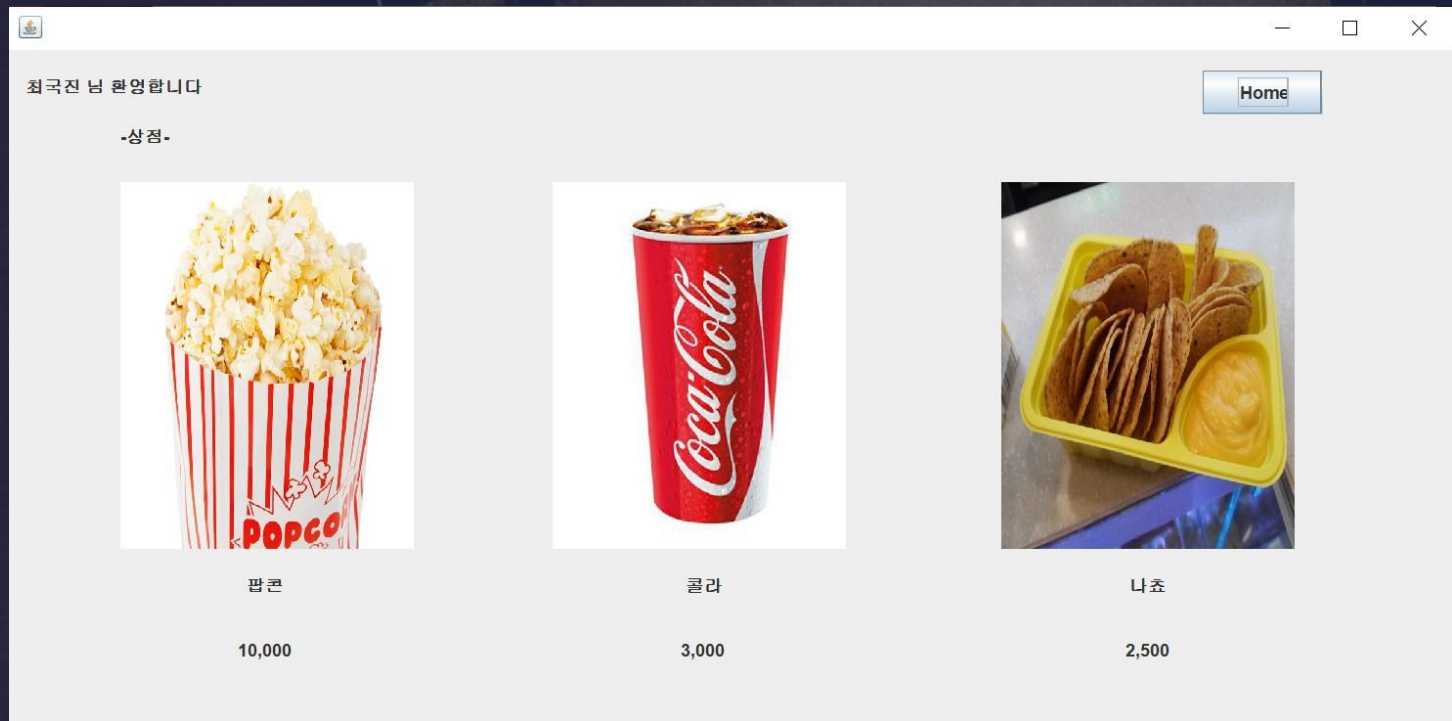 최국진 님 환영합니다
Home
-상점-
POPCO
Coca-Cola
팝콘
콜라
나쵸
10,000
3,000
2,500